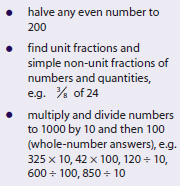 • halve any even number to
200
• find unit fractions and
simple non-unit fractions of
numbers and quantities,
e.g. ⅜ of 24
• multiply and divide numbers
to 1000 by 10 and then 100
(whole-number answers), e.g.
325 × 10, 42 × 100, 120 ÷ 10,
600 ÷ 100, 850 ÷ 10